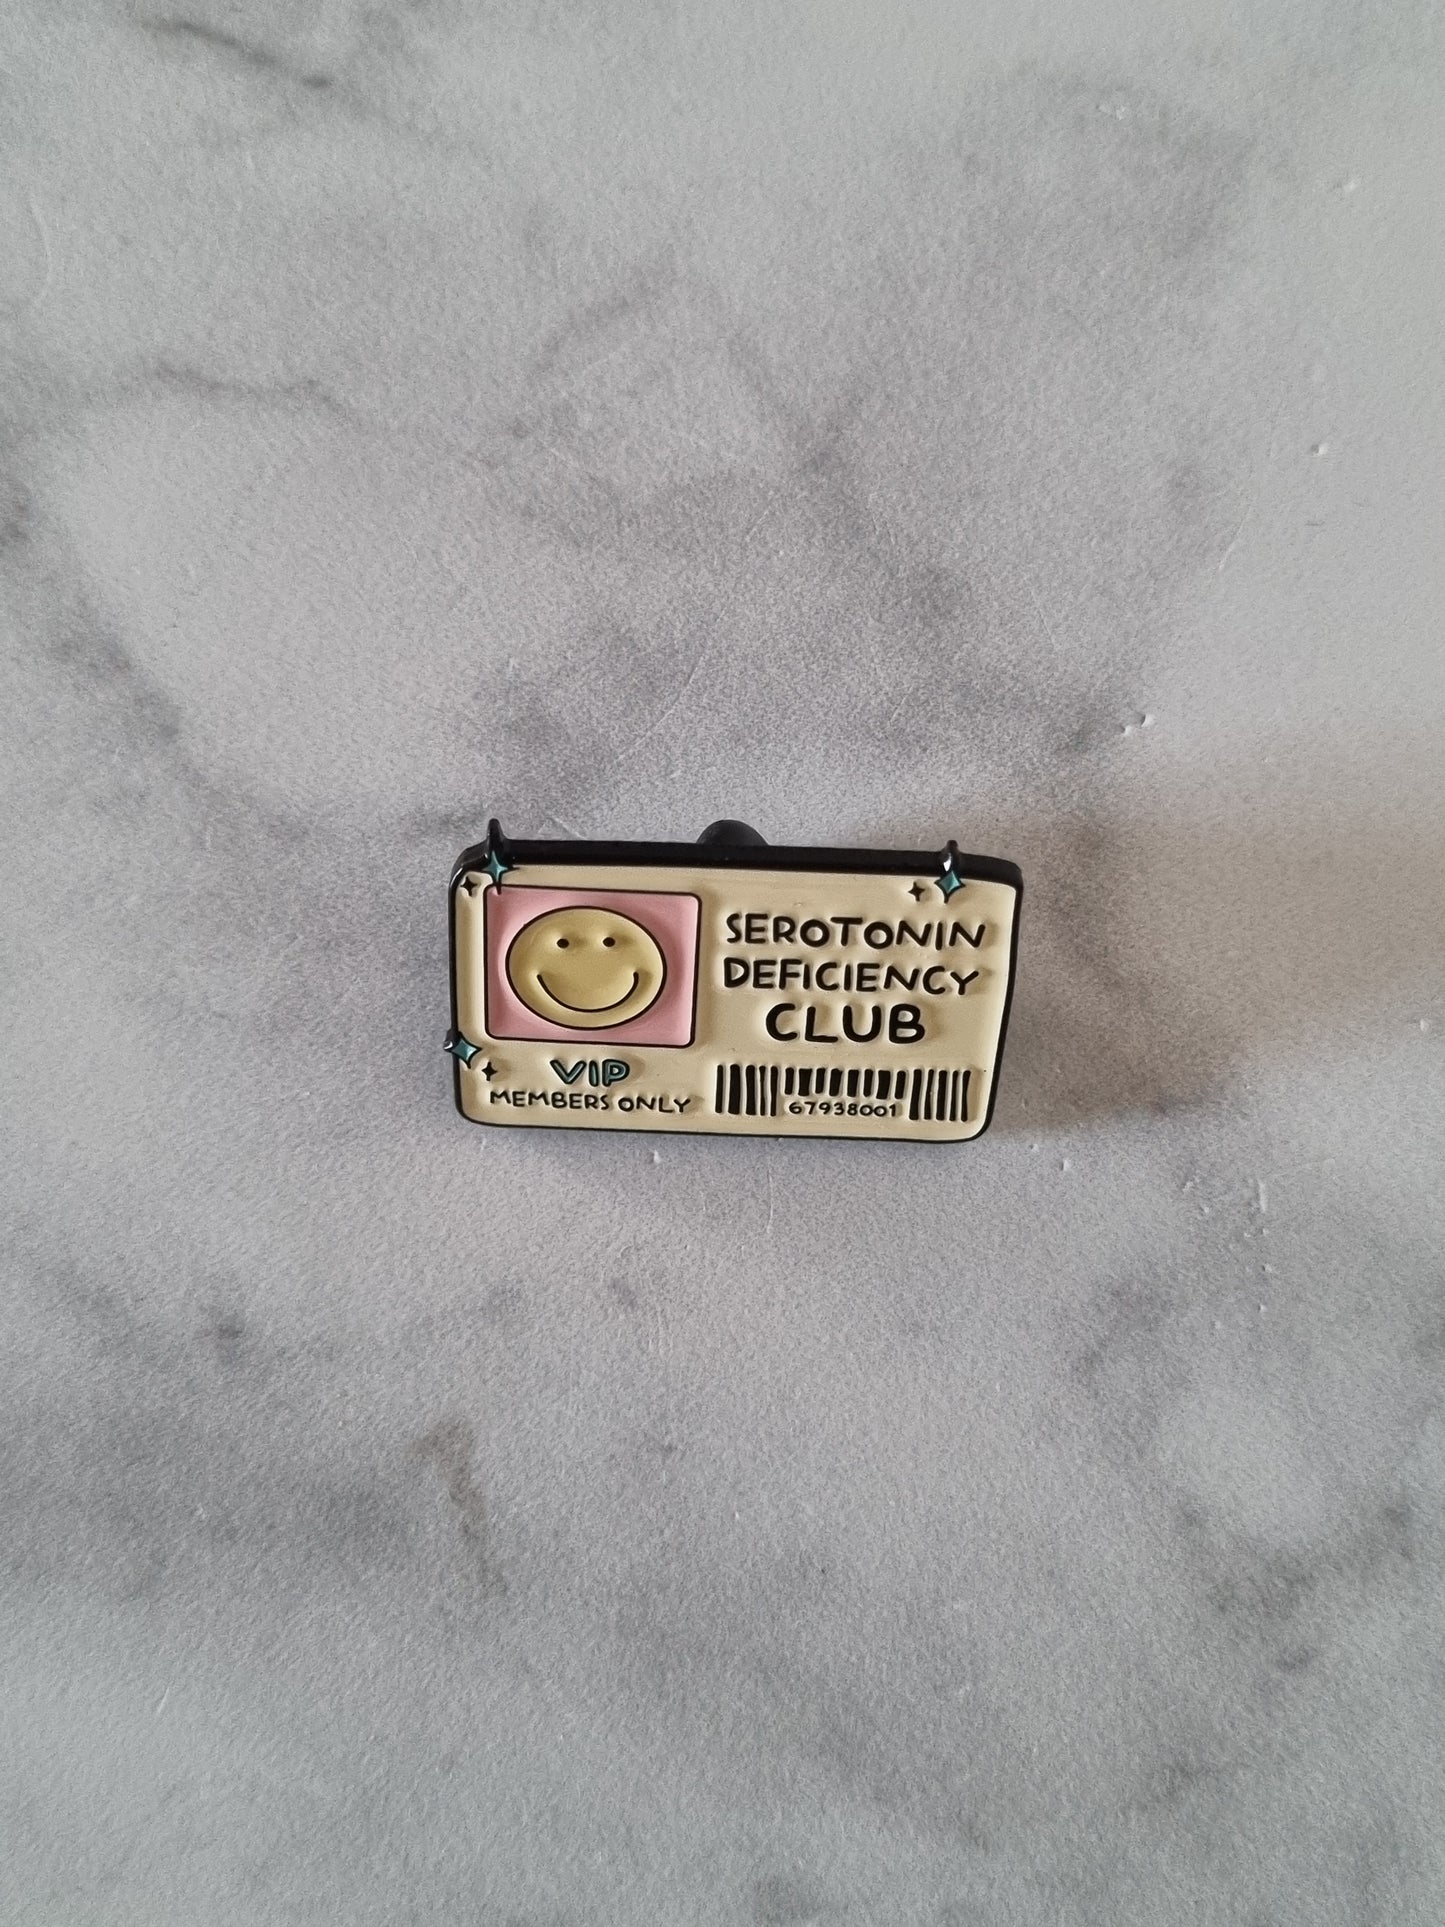 SEROTONIN
DEFICIENCY
CLUB
VIP
MEMBERS ONLY
67938001